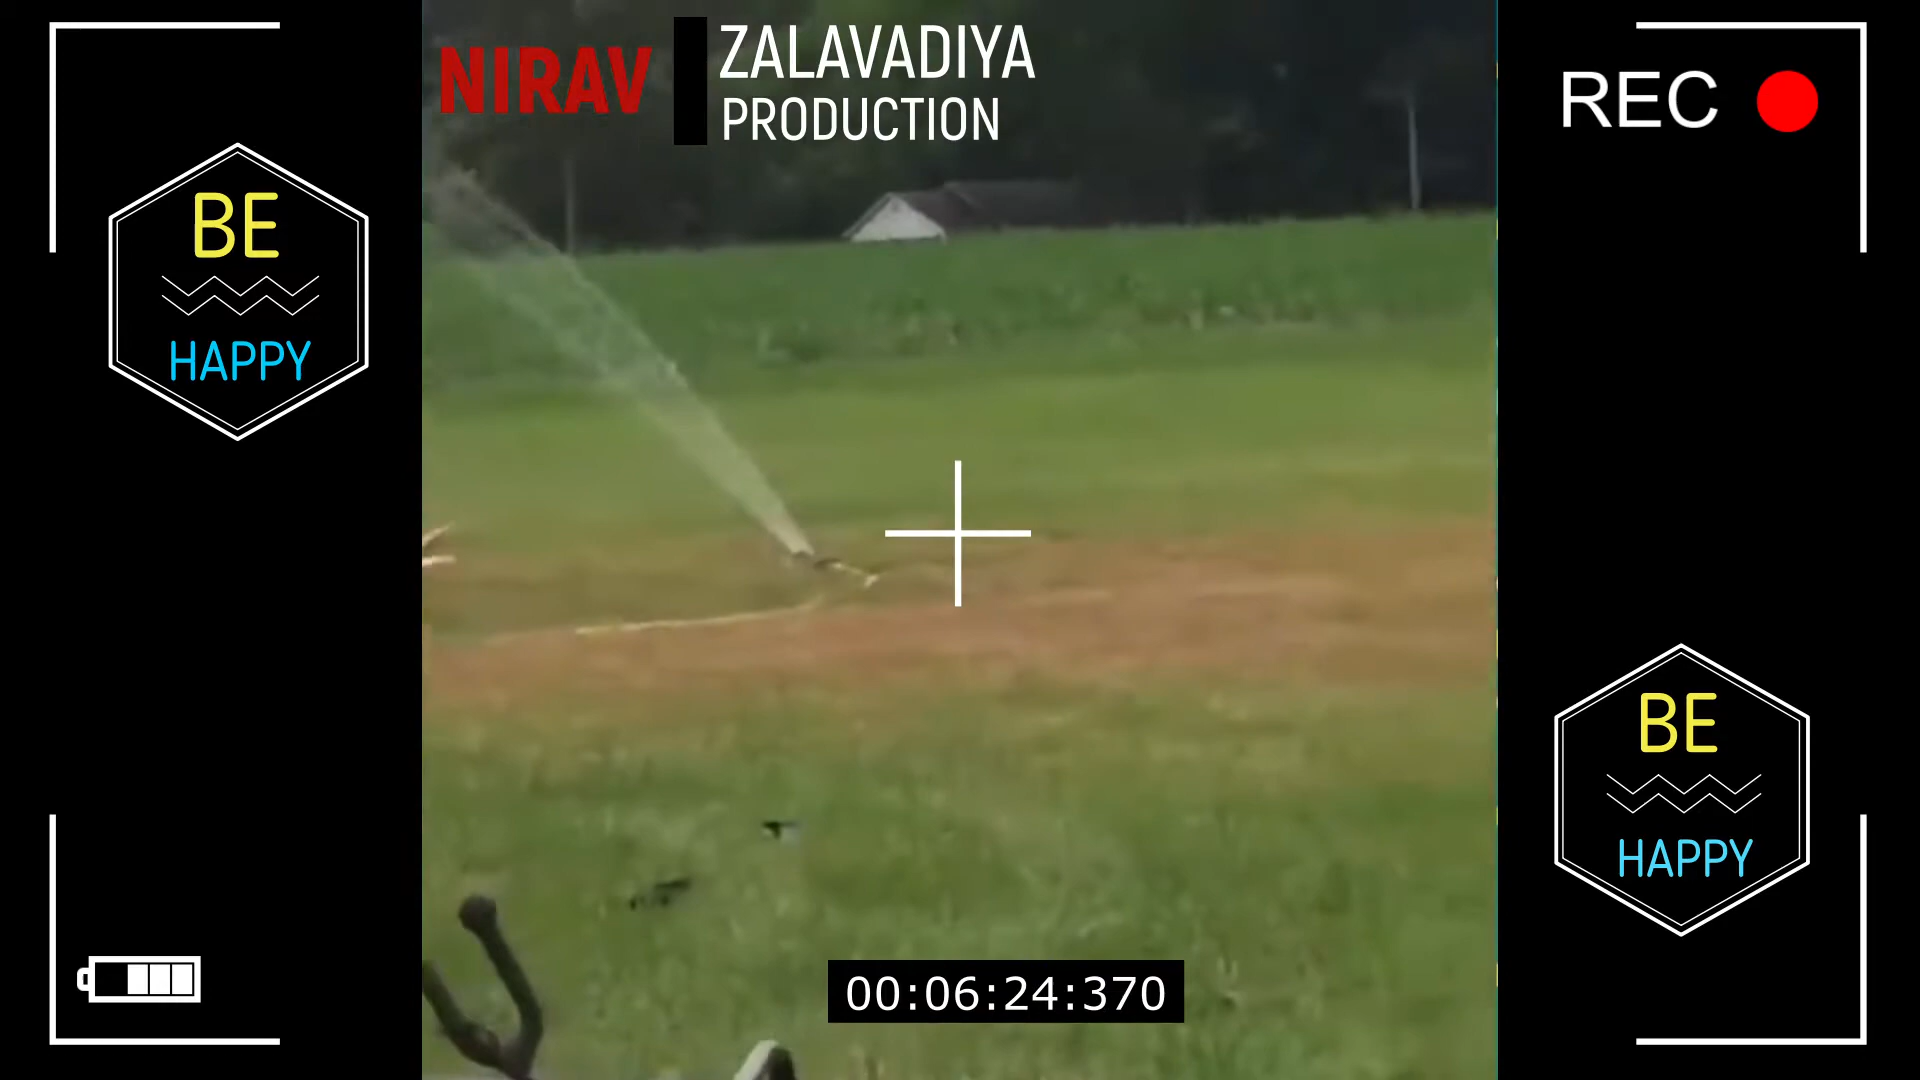 NIRAV
ZALAVADIYA
PRODUCTION
REC
BE
HAPPY
BE
HAPPY
00:06:24:370